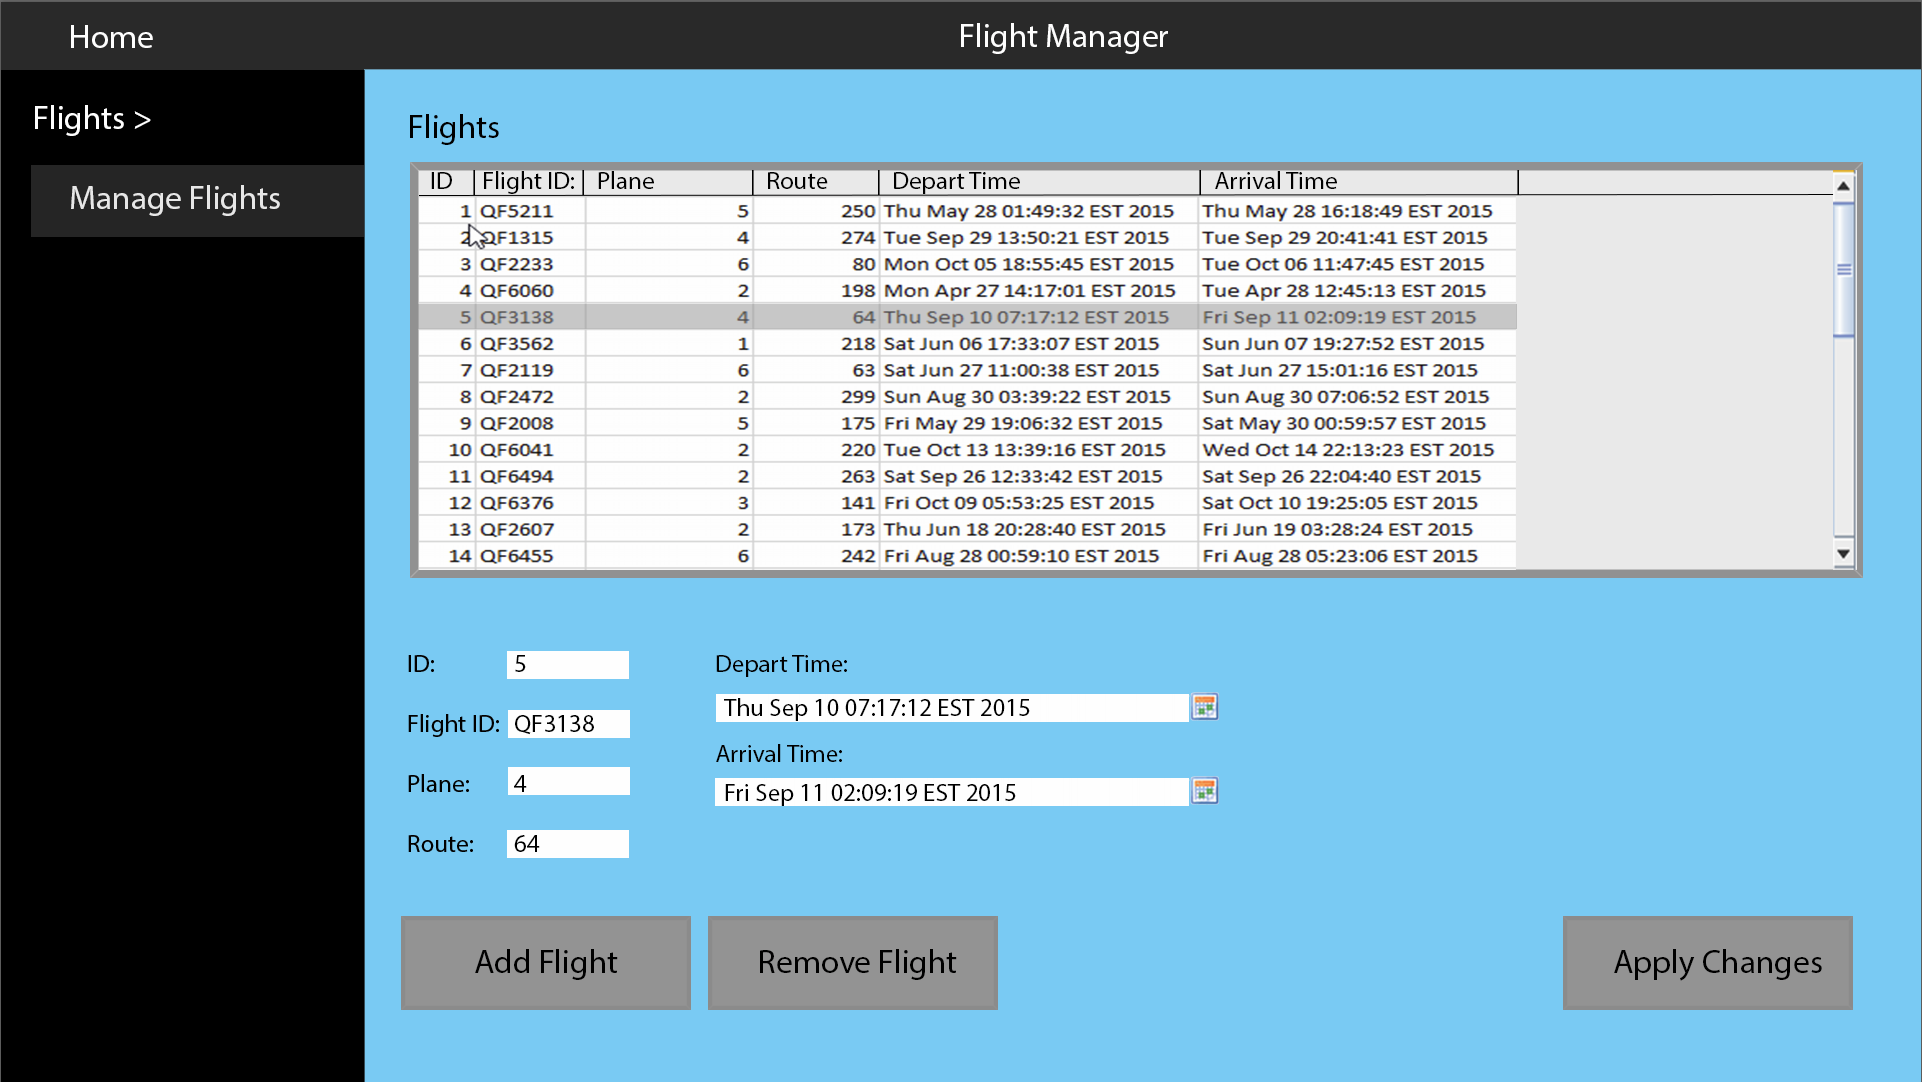 Home
Flight Manager
Flights >
Manage Flights
Flights
ID Flight ID: Plane Route Depart Time Arrival Time
1 QF5211 5 250 Thu May 28 01:49:32 EST 2015 Thu May 28 16:18:49 EST 2015
2 QF1315 4 274 Tue Sep 29 13:50:21 EST 2015 Tue Sep 29 20:41:41 EST 2015
3 QF2233 6 80 Mon Oct 05 18:55:45 EST 2015 Tue Oct 06 11:47:45 EST 2015
4 QF6060 2 198 Mon Apr 27 14:17:01 EST 2015 Tue Apr 28 12:45:13 EST 2015
5 QF3138 4 64 Thu Sep 10 07:17:12 EST 2015 Fri Sep 11 02:09:19 EST 2015
6 QF3562 1 218 Sat Jun 06 17:33:07 EST 2015 Sun Jun 07 19:27:52 EST 2015
7 QF2119 6 63 Sat Jun 27 11:00:38 EST 2015 Sat Jun 27 15:01:16 EST 2015
8 QF2472 2 299 Sun Aug 30 03:39:22 EST 2015 Sun Aug 30 07:06:52 EST 2015
9 QF2008 5 175 Fri May 29 19:06:32 EST 2015 Sat May 30 00:59:57 EST 2015
10 QF6041 2 220 Tue Oct 13 13:39:16 EST 2015 Wed Oct 14 22:13:23 EST 2015
11 QF6494 2 263 Sat Sep 26 12:33:42 EST 2015 Sat Sep 26 22:04:40 EST 2015
12 QF6376 3 141 Fri Oct 09 05:53:25 EST 2015 Sat Oct 10 19:25:05 EST 2015
13 QF2607 2 173 Thu Jun 18 20:28:40 EST 2015 Fri Jun 19 03:28:24 EST 2015
14 QF6455 6 242 Fri Aug 28 00:59:10 EST 2015 Fri Aug 28 05:23:06 EST 2015
ID: 5
Flight ID: QF3138
Plane: 4
Route: 64
Depart Time:
Thu Sep 10 07:17:12 EST 2015
Arrival Time:
Fri Sep 11 02:09:19 EST 2015
Add Flight
Remove Flight
Apply Changes